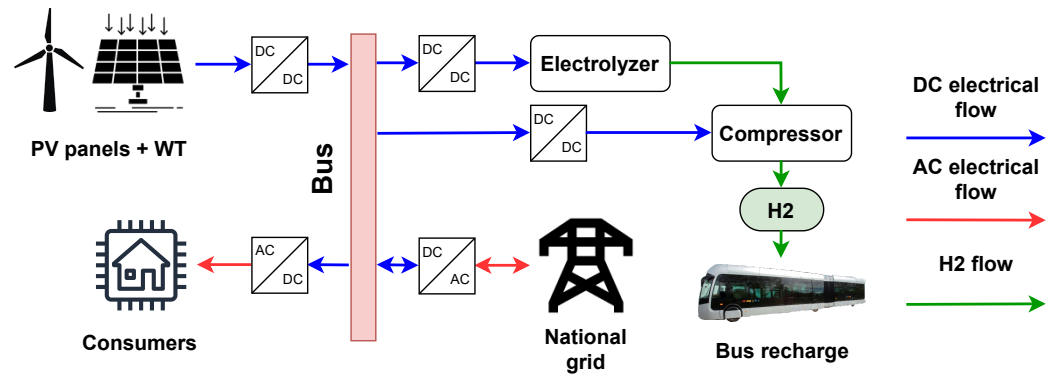 DC
DC
DC
DC
Electrolyzer
DC electrical
flow
PV panels + WT
DC
DC
Compressor
Bus
AC electrical
flow
H2
AC
DC
DC
AC
H2 flow
Consumers
National
grid
Bus recharge